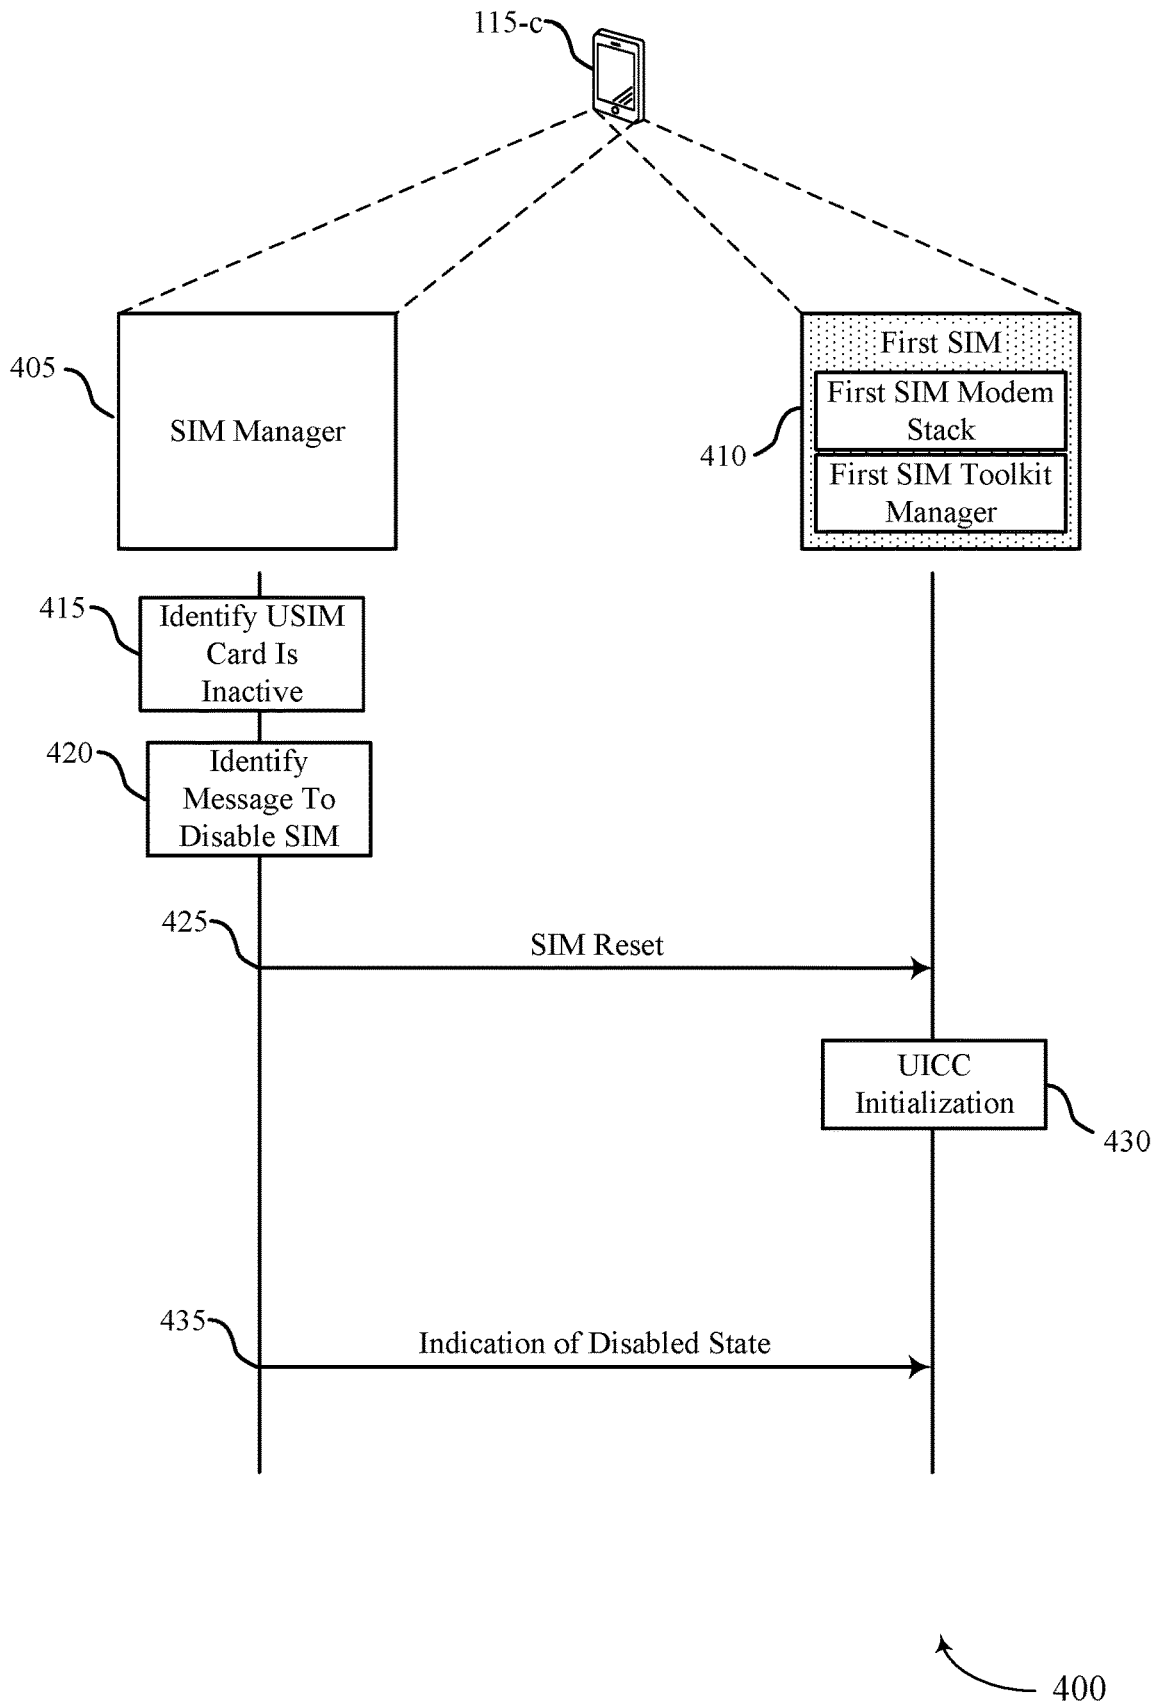 115-c
405
SIM Manager
First SIM
First SIM Modem
Stack
410
First SIM Toolkit
Manager
415
Identify USIM
Card Is
Inactive
420
Identify
Message To
Disable SIM
425
SIM Reset
UICC
Initialization
430
435
Indication of Disabled State
400